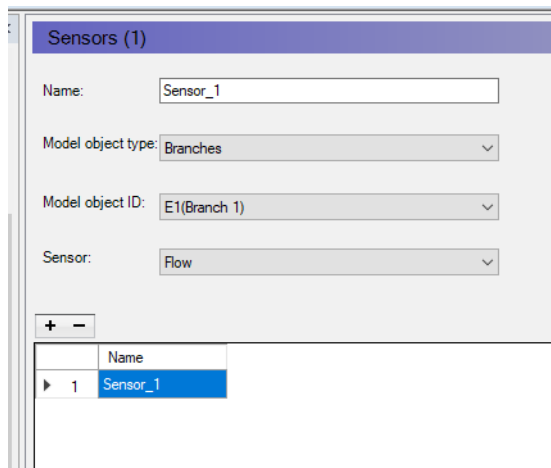 Sensors (1)
Name: Sensor_1
Model object type: Branches
Model object ID: E1(Branch 1)
Sensor: Flow
+ −
Name
1 Sensor_1